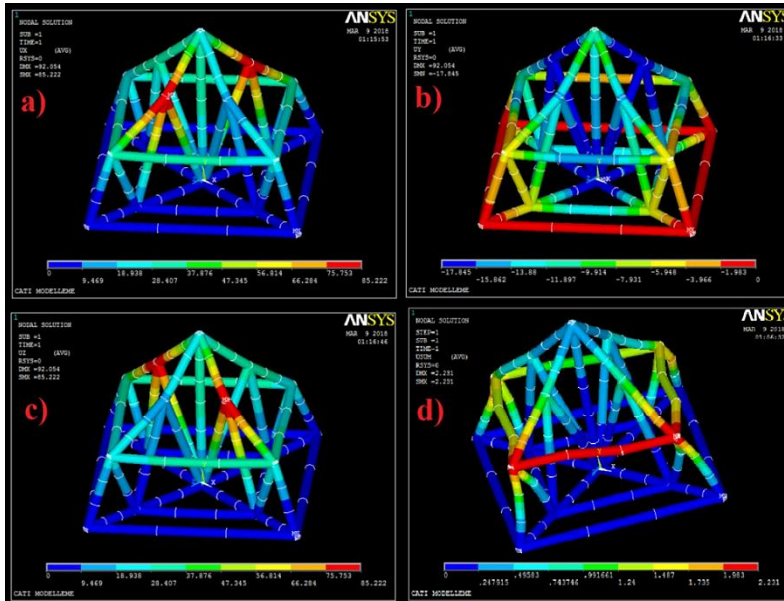 1
NODAL SOLUTION
SUB =1
TIME=1
UX (AVG)
RSYS=0
DMX =92.054
SMX =85.222
ANSYS
MAR 9 2018
01:15:53
a)
X
0
9.469
18.938
28.407
37.876
47.345
56.814
66.284
75.753
85.222
CATI MODELLEME
1
NODAL SOLUTION
SUB =1
TIME=1
UY (AVG)
RSYS=0
DMX =92.054
SMN =-17.845
ANSYS
MAR 9 2018
01:16:33
b)
-17.845
-15.862
-13.88
-11.897
-9.914
-7.931
-5.948
-3.966
-1.983
0
CATI MODELLEME
1
NODAL SOLUTION
SUB =1
TIME=1
UZ (AVG)
RSYS=0
DMX =92.054
SMX =85.222
ANSYS
MAR 9 2018
01:16:46
c)
X
0
9.469
18.938
28.407
37.876
47.345
56.814
66.284
75.753
85.222
CATI MODELLEME
1
NODAL SOLUTION
STEP=1
SUB =1
TIME=1
USUM (AVG)
RSYS=0
DMX =2.231
SMX =2.231
ANSYS
MAR 9 2018
d)
Y
X
0
.247915
.49583
.743746
.991661
1.24
1.487
1.735
1.983
2.231
CATI MODELLEME